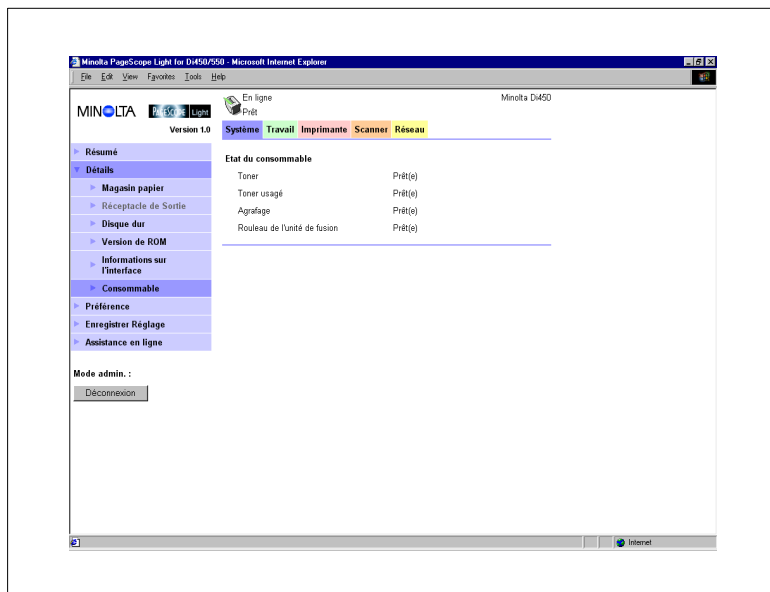 Minolta PageScope Light for Di450/550 - Microsoft Internet Explorer
File Edit View Favorites Tools Help
MINOLTA PAGESCOPE Light
Version 1.0
En ligne
Prêt
Minolta Di450
Système Travail Imprimante Scanner Réseau
Résumé
Détails
Magasin papier
Réceptacle de Sortie
Disque dur
Version de ROM
Informations sur
l'interface
Consommable
Préférence
Enregistrer Réglage
Assistance en ligne
Mode admin. :
Déconnexion
Etat du consommable
Toner Prêt(e)
Toner usagé Prêt(e)
Agrafage Prêt(e)
Rouleau de l'unité de fusion Prêt(e)
Internet